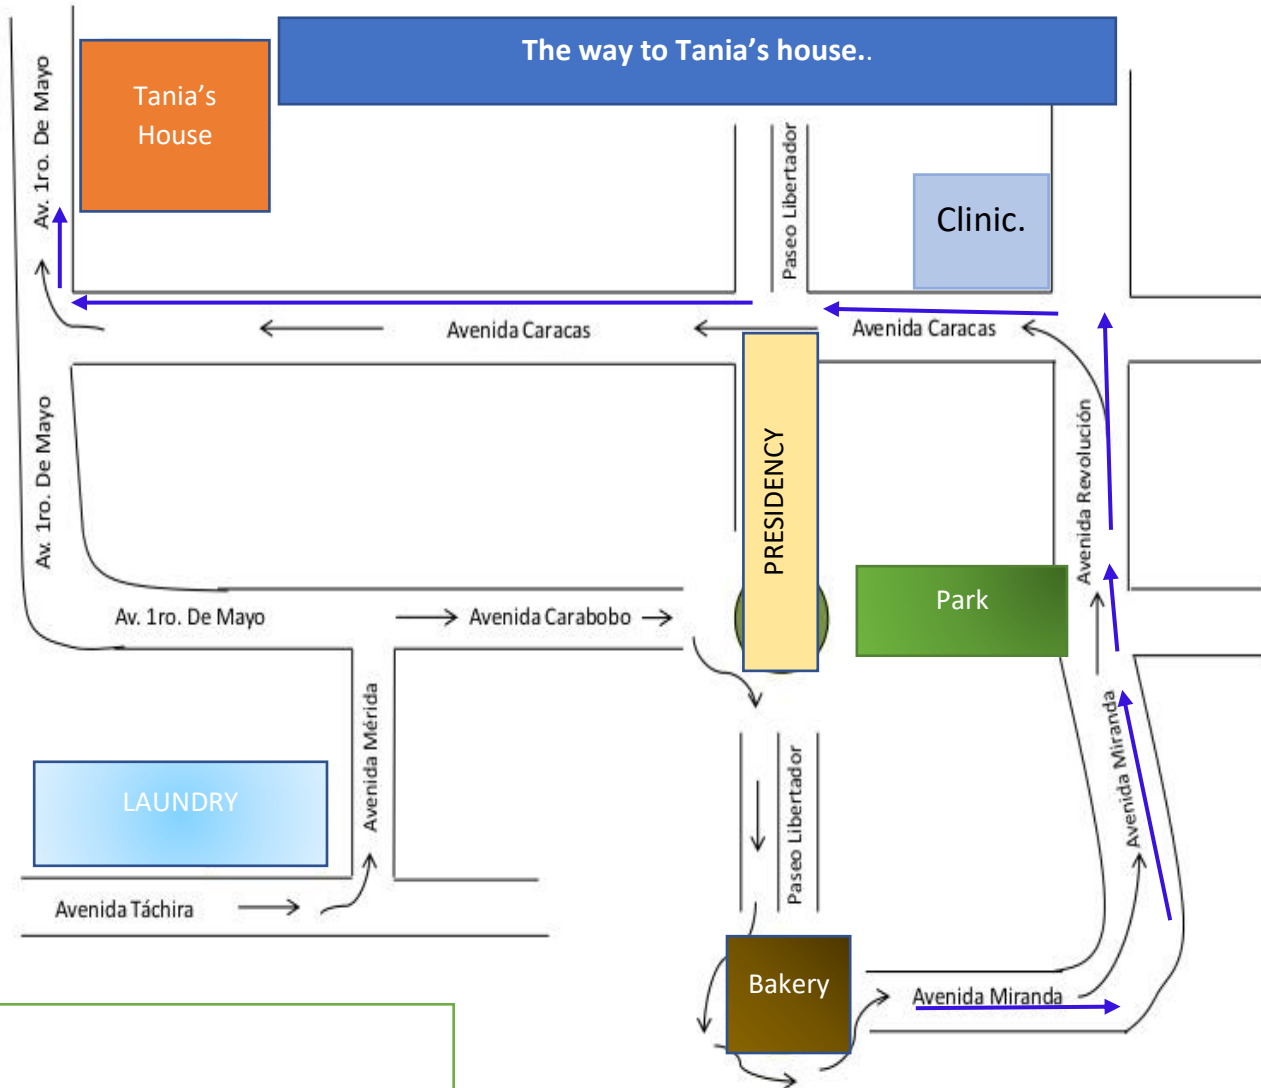 The way to Tania’s house..
Av. 1ro. De Mayo
Tania’s
House
Paseo Libertador
Clinic.
Avenida Caracas
Avenida Caracas
Av. 1ro. De Mayo
PRESIDENCY
Avenida Revolución
Park
Av. 1ro. De Mayo
Avenida Carabobo
Avenida Mérida
Avenida Miranda
LAUNDRY
Paseo Libertador
Avenida Táchira
Bakery
Avenida Miranda